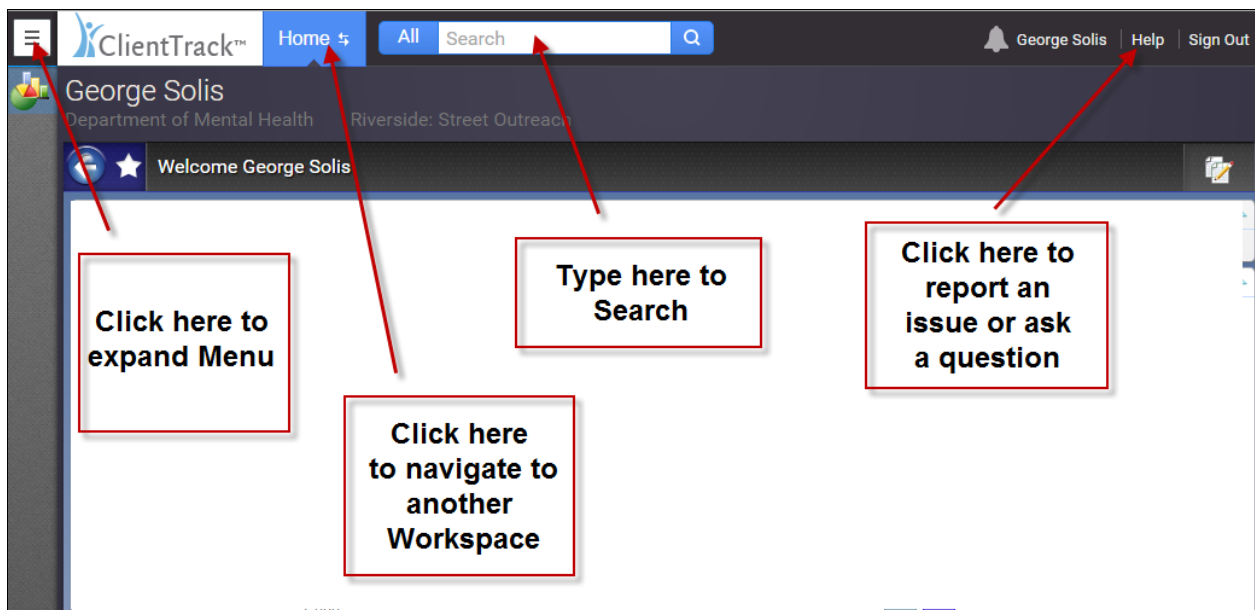 ClientTrack™ Home All Search George Solis Help Sign Out
George Solis
Department of Mental Health Riverside: Street Outreach
Welcome George Solis
Click here to
expand Menu
Click here
to navigate to
another
Workspace
Type here to
Search
Click here to
report an
issue or ask
a question